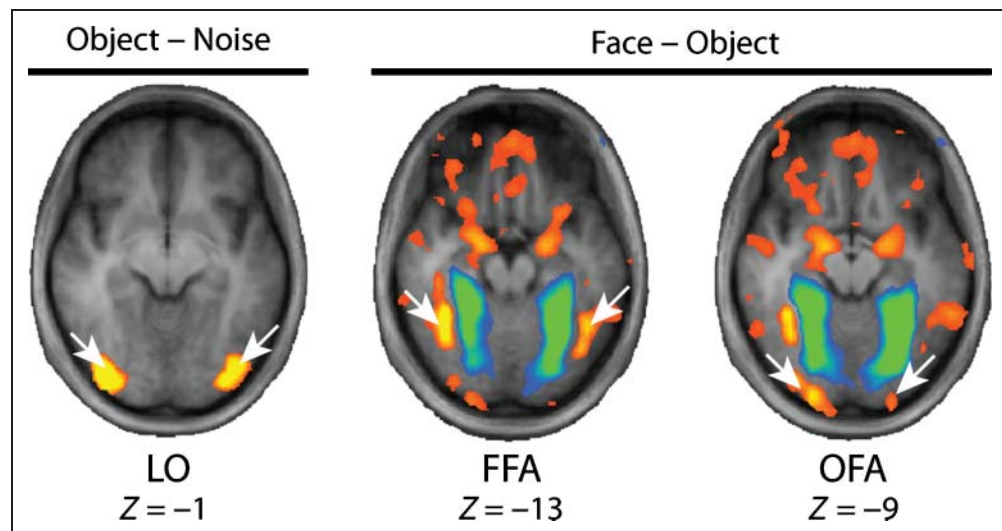 Object – Noise
Face – Object
LO
Z = –1
FFA
Z = –13
OFA
Z = –9